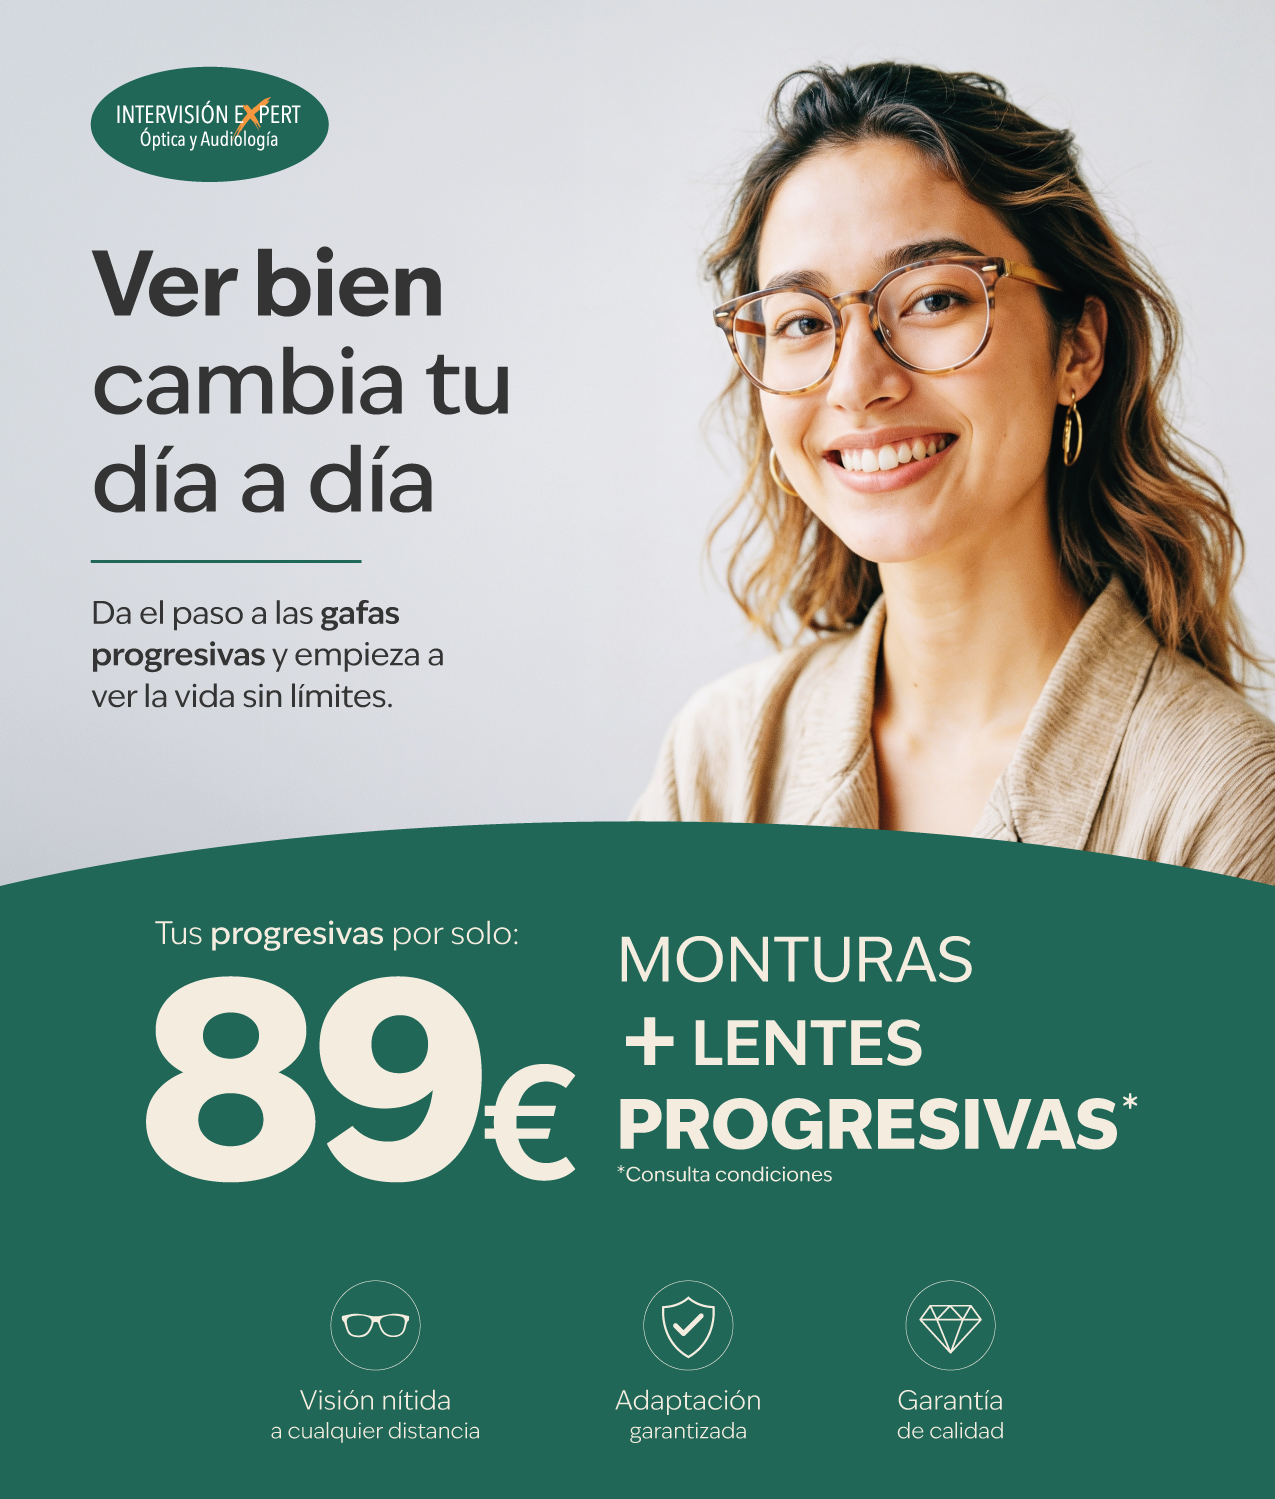 INTERVISIÓN EXPERT
Óptica y Audiología
Ver bien
cambia tu
día a día
Da el paso a las gafas
progresivas y empieza a
ver la vida sin límites.
Tus progresivas por solo:
89€
MONTURAS
+ LENTES
PROGRESIVAS*
*Consulta condiciones
Visión nítida
a cualquier distancia
Adaptación
garantizada
Garantía
de calidad